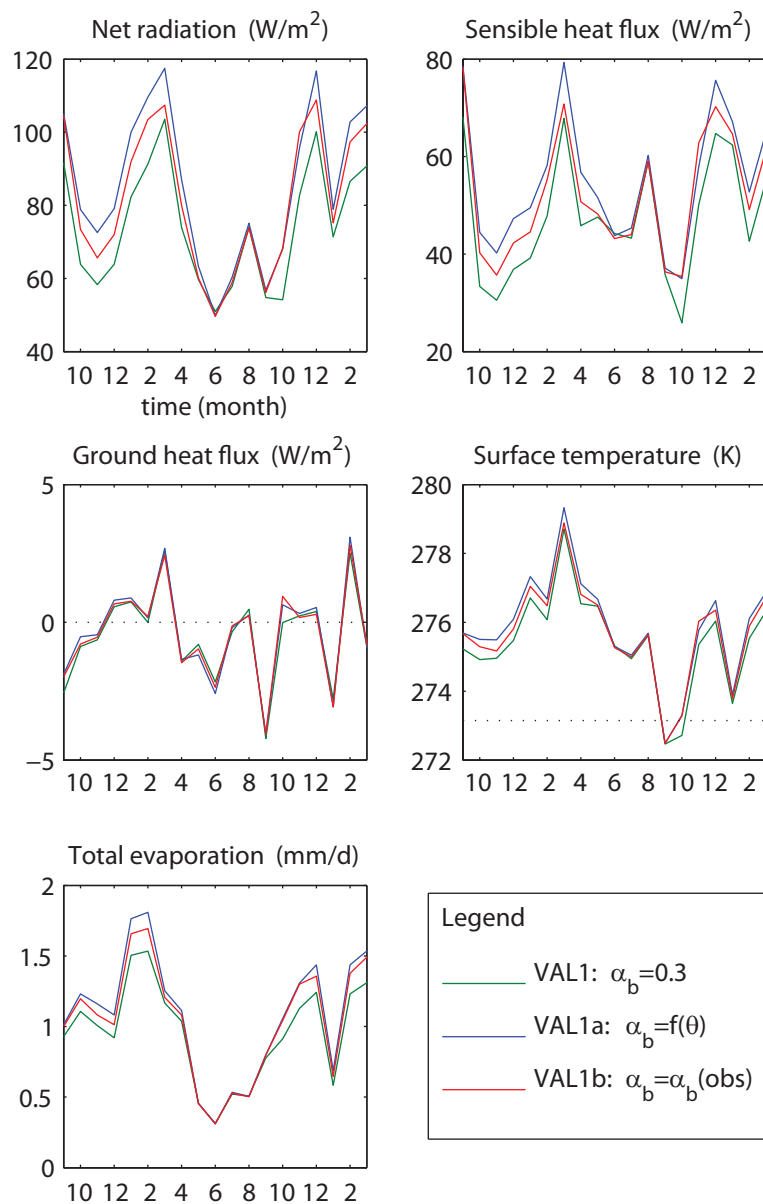 Net radiation (W/m²)
120
100
80
60
40
10 12 2 4 6 8 10 12 2
time (month)
Sensible heat flux (W/m²)
80
60
40
20
10 12 2 4 6 8 10 12 2
Ground heat flux (W/m²)
5
0
−5
10 12 2 4 6 8 10 12 2
Surface temperature (K)
280
278
276
274
272
10 12 2 4 6 8 10 12 2
Total evaporation (mm/d)
2
1.5
1
0.5
0
10 12 2 4 6 8 10 12 2
Legend
VAL1: α_b=0.3
VAL1a: α_b=f(θ)
VAL1b: α_b=α_b(obs)